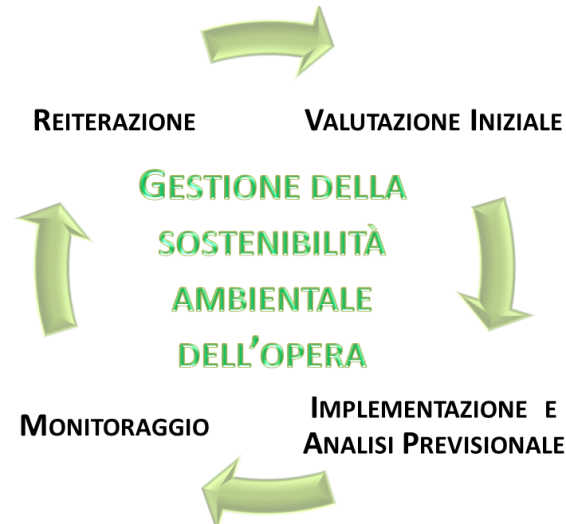 Reiterazione
Valutazione Iniziale
Gestione della
sostenibilità
ambientale
dell'opera
Monitoraggio
Implementazione e
Analisi Previsionale